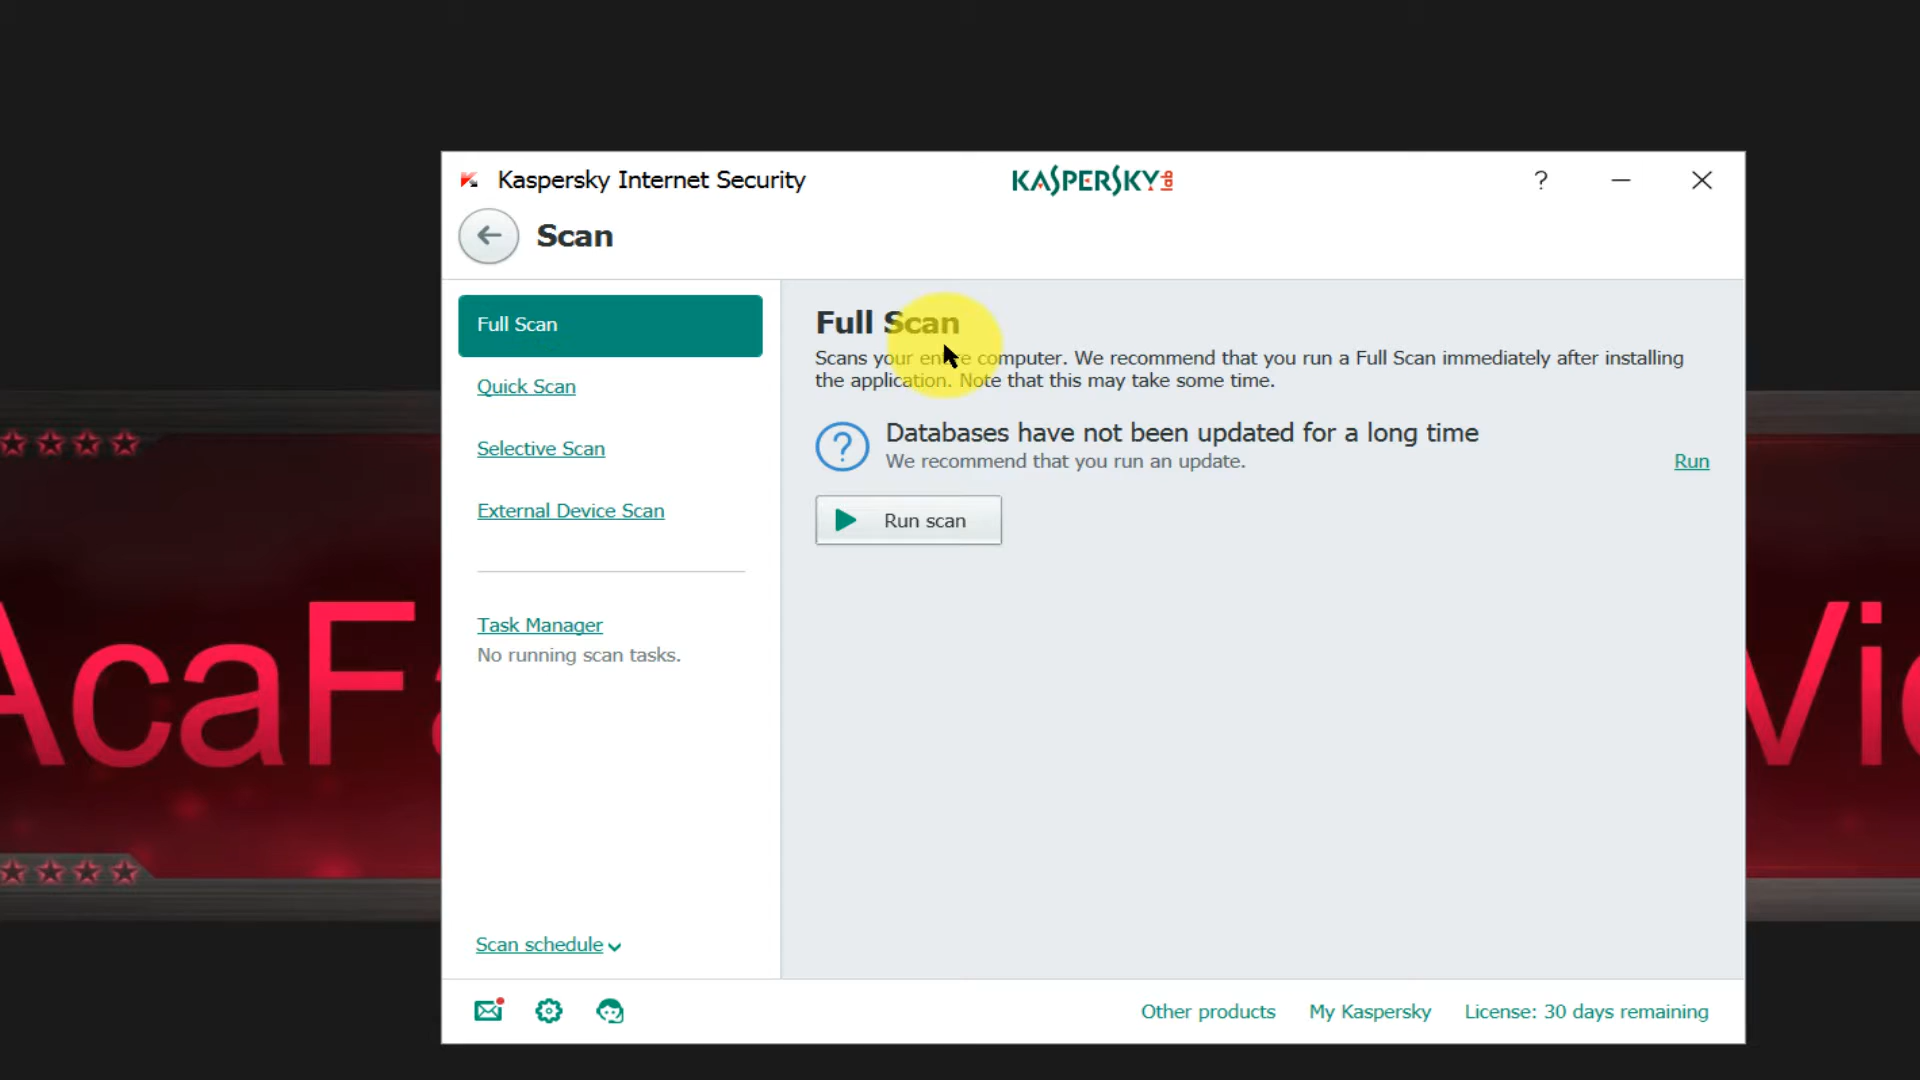 Kaspersky Internet Security
KASPERSKY lab
?
Scan
Full Scan
Quick Scan
Selective Scan
External Device Scan
Task Manager
No running scan tasks.
Scan schedule
Full Scan
Scans your entire computer. We recommend that you run a Full Scan immediately after installing
the application. Note that this may take some time.
?
Databases have not been updated for a long time
We recommend that you run an update.
Run
Run scan
AcaFa
Vi
Other products
My Kaspersky
License: 30 days remaining